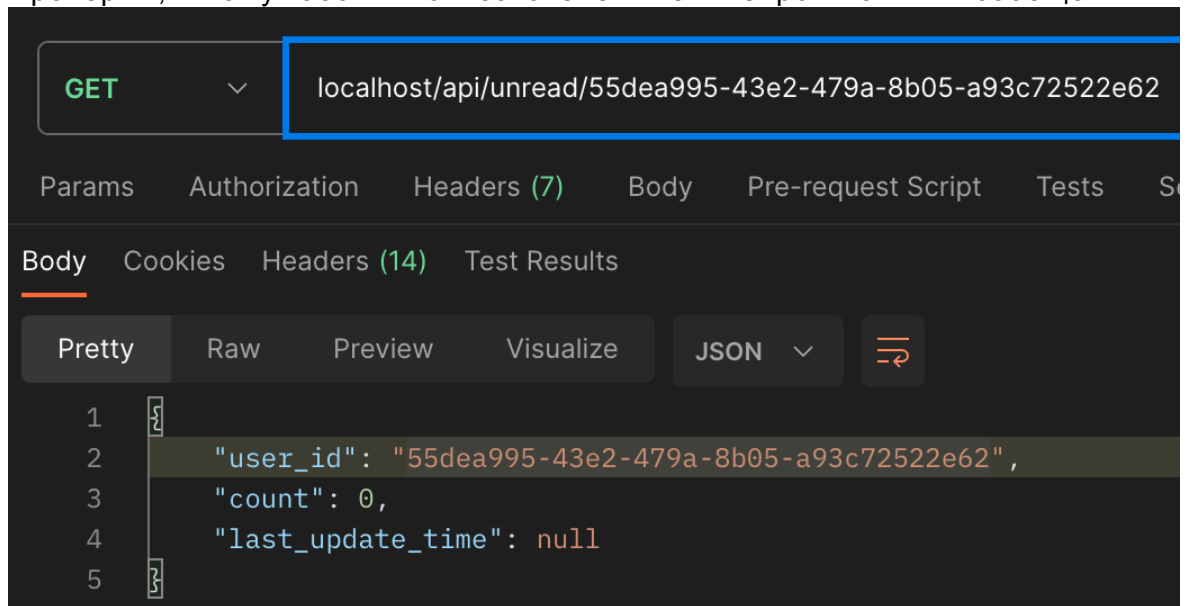 GET localhost/api/unread/55dea995-43e2-479a-8b05-a93c72522e62
Params Authorization Headers (7) Body Pre-request Script Tests
Body Cookies Headers (14) Test Results
Pretty Raw Preview Visualize JSON
1 {
2 "user_id": "55dea995-43e2-479a-8b05-a93c72522e62",
3 "count": 0,
4 "last_update_time": null
5 }